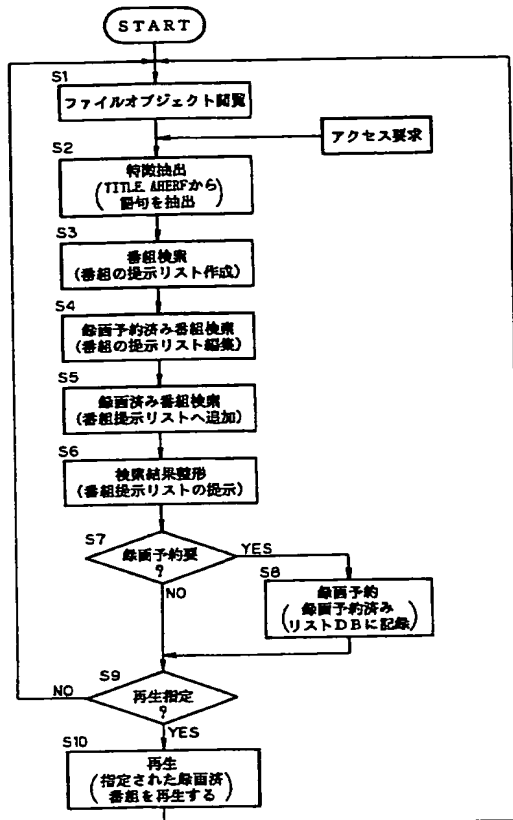 START
S1
ファイルオブジェクト閲覧
アクセス要求
S2
特徴抽出
(TITLE AHERFから
語句を抽出)
S3
番組検索
(番組の提示リスト作成)
S4
録画予約済み番組検索
(番組の提示リスト編集)
S5
録画済み番組検索
(番組提示リストへ追加)
S6
検索結果整形
(番組提示リストの提示)
S7
録画予約要
?
YES
NO
S8
録画予約
(録画予約済み
リストDBに記録)
S9
再生指定
?
NO
YES
S10
再生
(指定された録画済
番組を再生する)